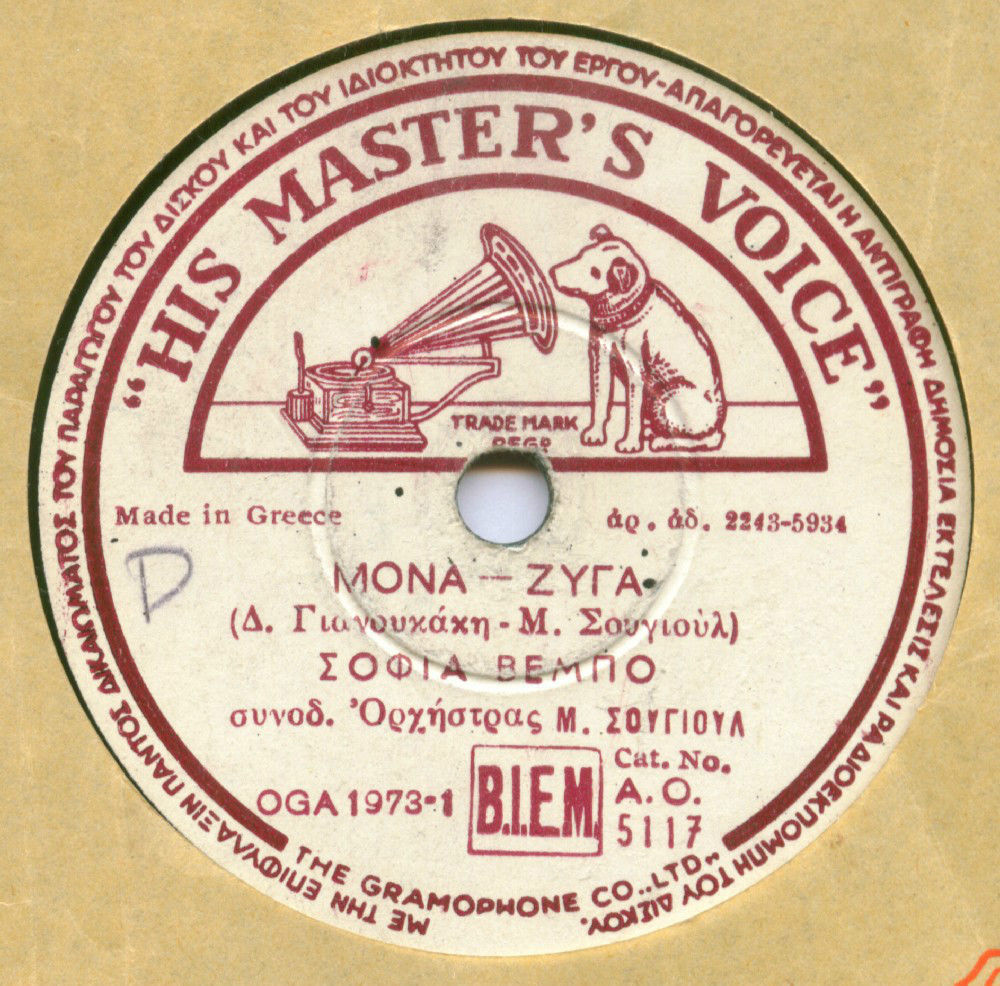 ΜΕ ΤΗΝ ΕΠΙΦΥΛΑΞΙΝ ΠΑΝΤΟΣ ΔΙΚΑΙΩΜΑΤΟΣ ΤΟΥ ΠΑΡΑΓΩΓΟΥ ΤΟΥ ΔΙΣΚΟΥ ΚΑΙ ΤΟΥ ΙΔΙΟΚΤΗΤΟΥ ΤΟΥ ΕΡΓΟΥ-ΑΠΑΓΟΡΕΥΕΤΑΙ Η ΑΝΤΙΓΡΑΦΗ ΔΗΜΟΣΙΑ ΕΚΤΕΛΕΣΙΣ ΚΑΙ ΡΑΔΙΟΕΚΠΟΜΠΗ ΤΟΥ ΔΙΣΚΟΥ.
“HIS MASTER'S VOICE”
TRADE MARK
REGD
Made in Greece
ἀρ. ἀδ. 2243-5934
D
ΜΟΝΑ — ΖΥΓΑ
(Δ. Γιανουκάκη - Μ. Σουγιούλ)
ΣΟΦΙΑ ΒΕΜΠΟ
συνοδ. Ὀρχήστρας Μ. ΣΟΥΓΙΟΥΛ
OGA 1973-1
B.I.E.M.
Cat. No.
A.O.
5117
THE GRAMOPHONE CO., LTD.